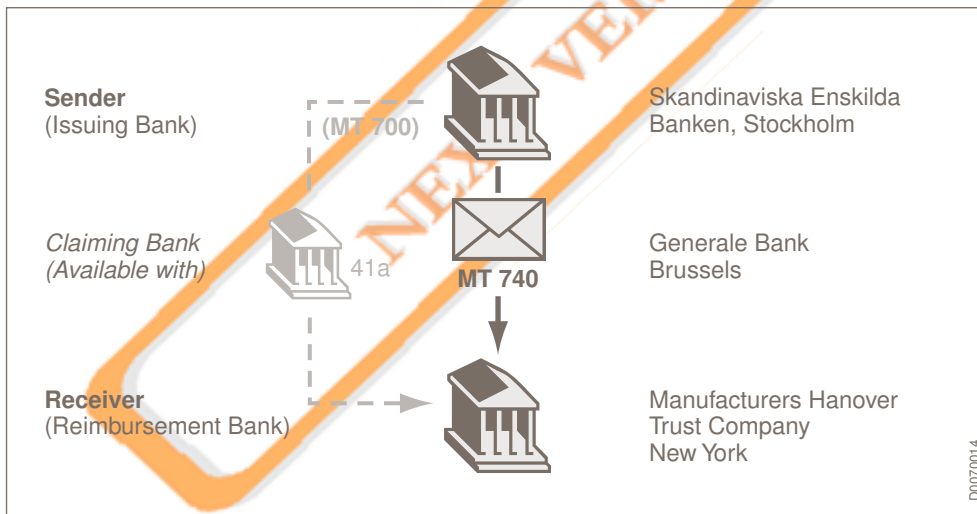 Sender
(Issuing Bank)
(MT 700)
Skandinaviska Enskilda
Banken, Stockholm
Claiming Bank
(Available with)
41a
MT 740
Generale Bank
Brussels
Receiver
(Reimbursement Bank)
Manufacturers Hanover
Trust Company
New York
D0070014